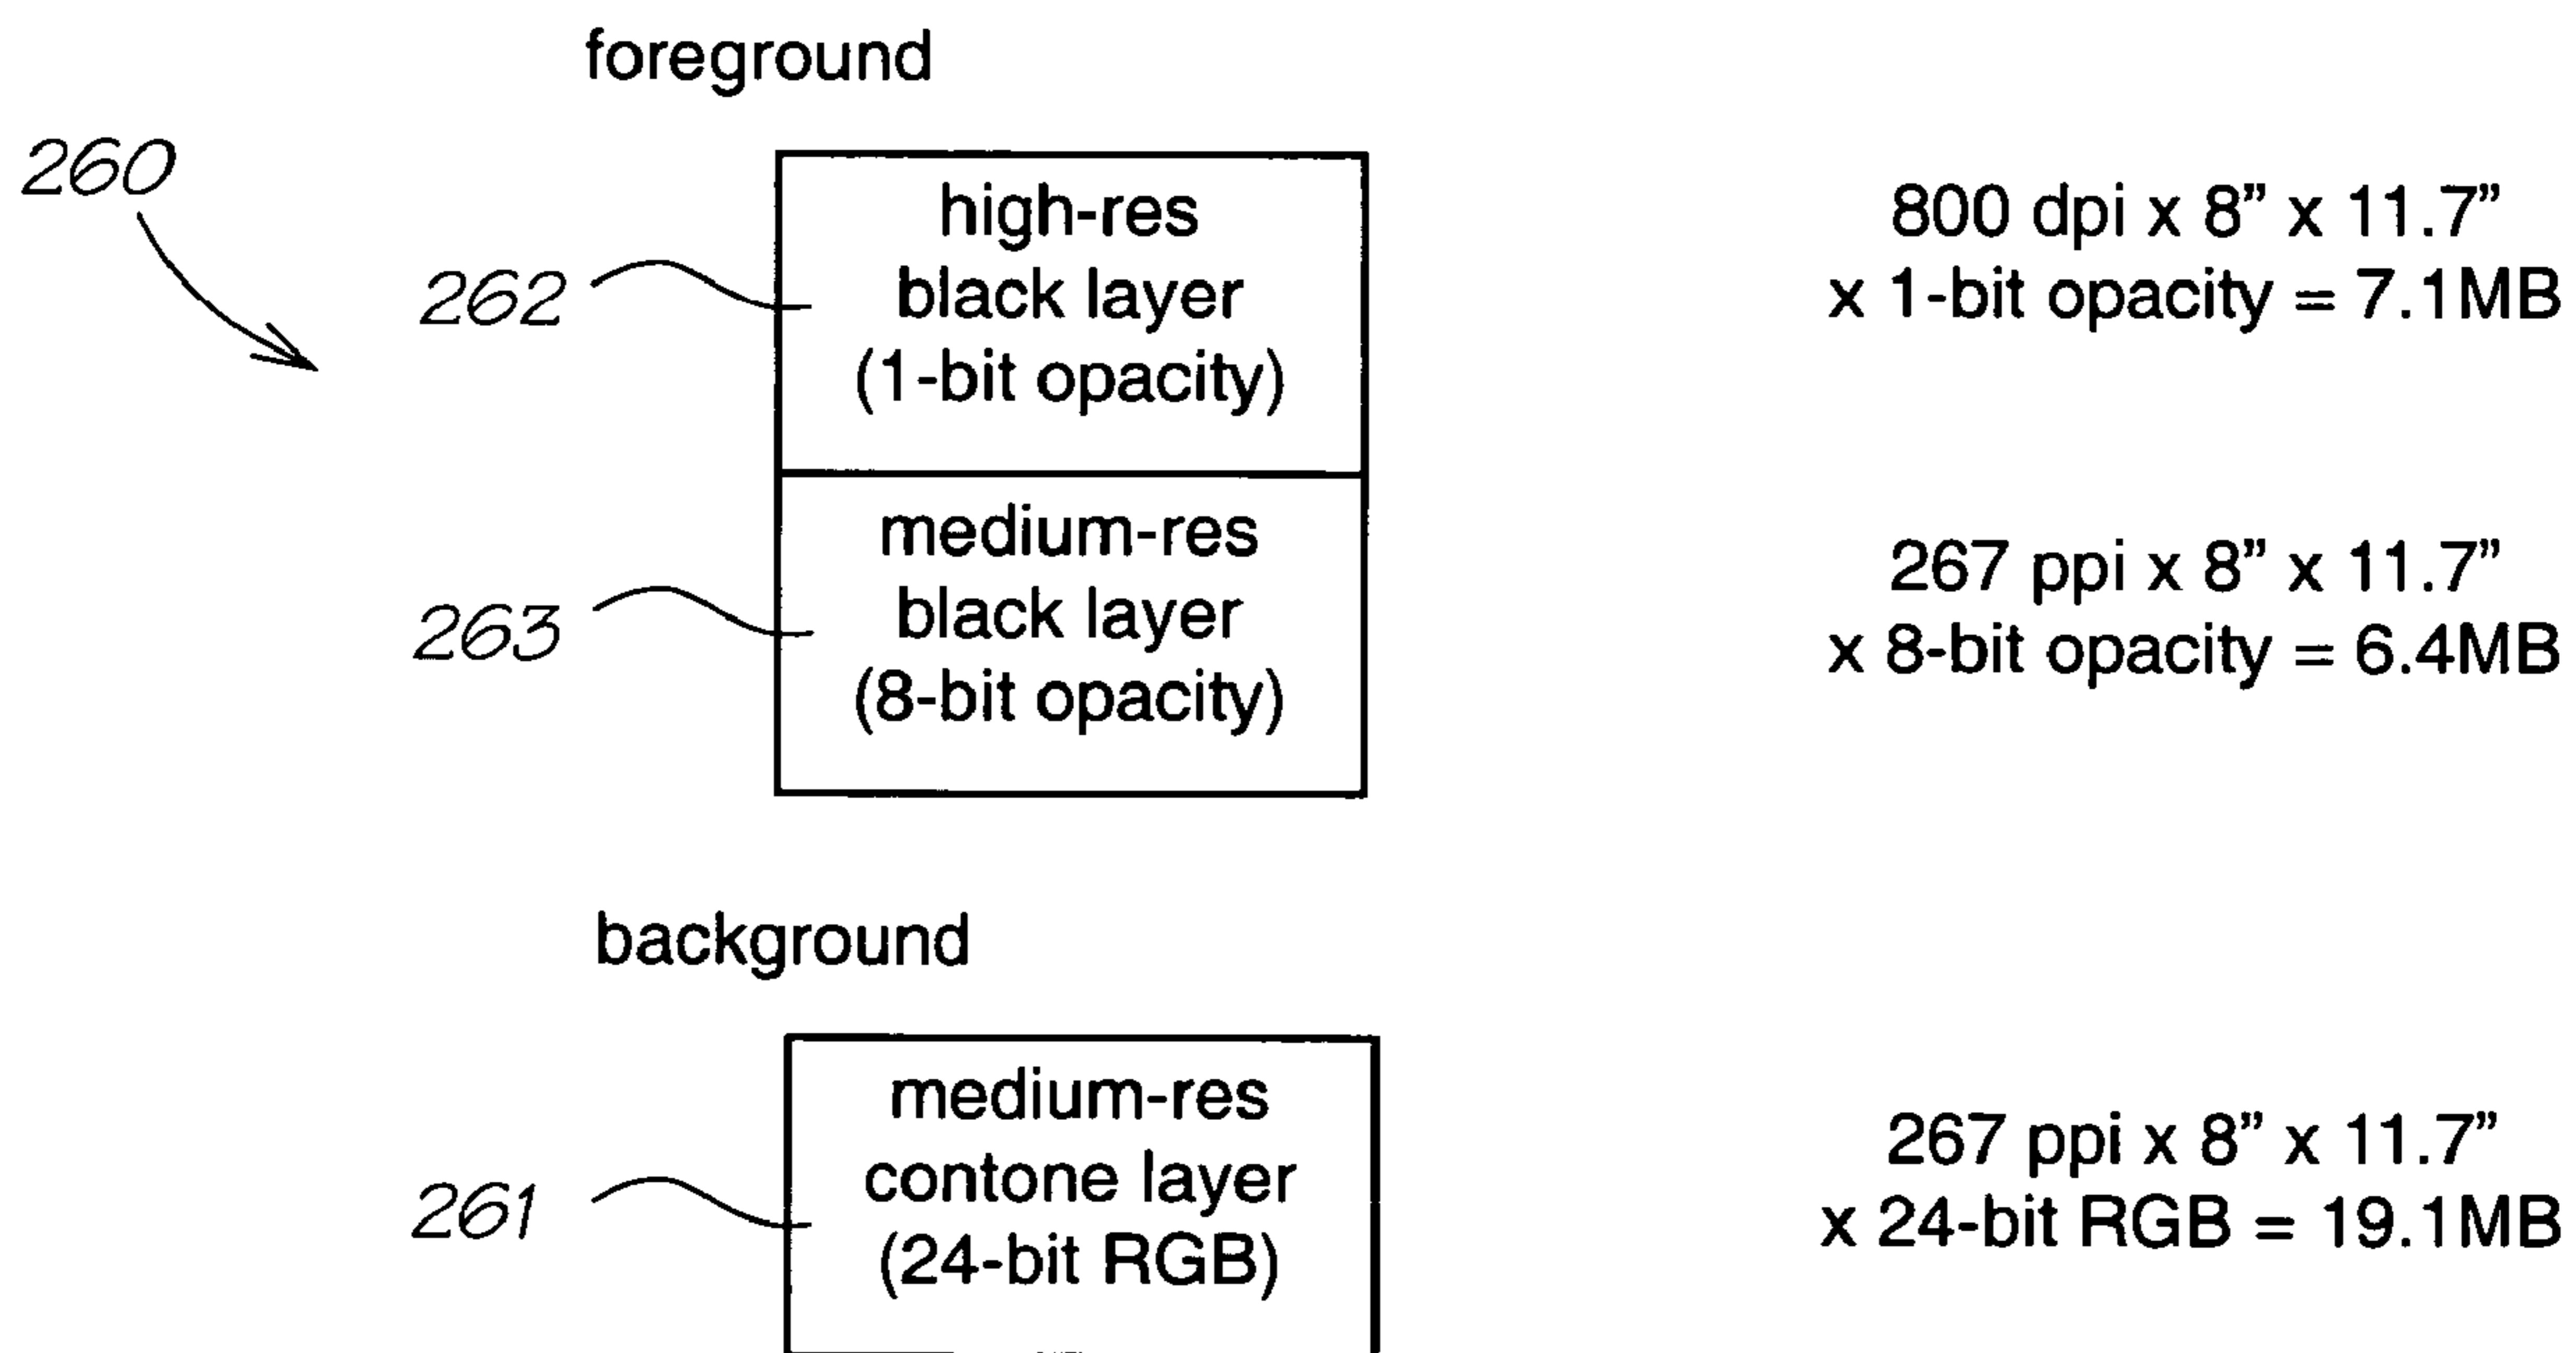 foreground
260
262
high-res
black layer
(1-bit opacity)
800 dpi x 8” x 11.7”
x 1-bit opacity = 7.1MB
263
medium-res
black layer
(8-bit opacity)
267 ppi x 8” x 11.7”
x 8-bit opacity = 6.4MB
background
261
medium-res
contone layer
(24-bit RGB)
267 ppi x 8” x 11.7”
x 24-bit RGB = 19.1MB